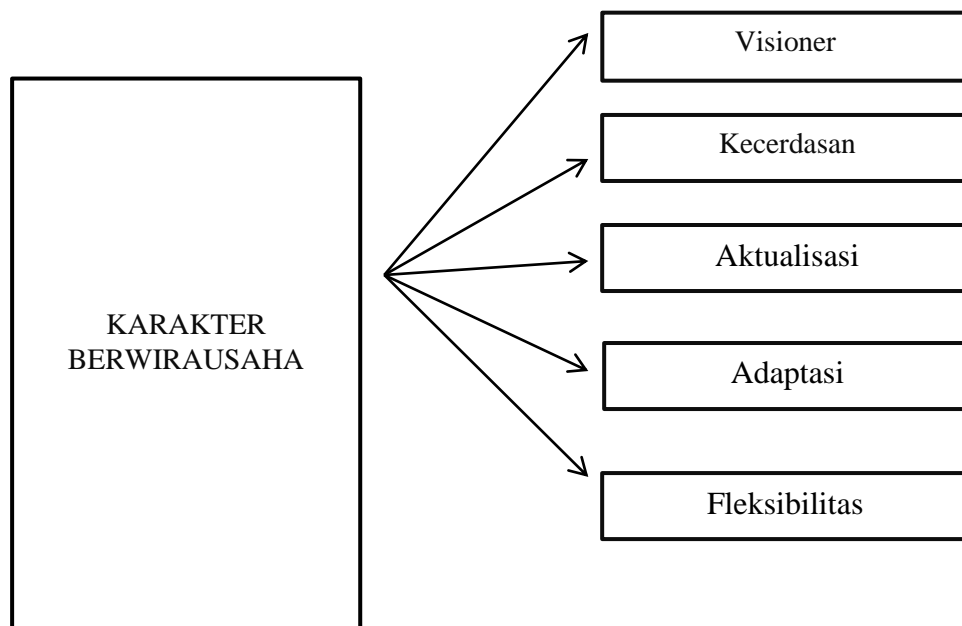 Visioner
Kecerdasan
Aktualisasi
KARAKTER
BERWIRAUSAHA
Adaptasi
Fleksibilitas